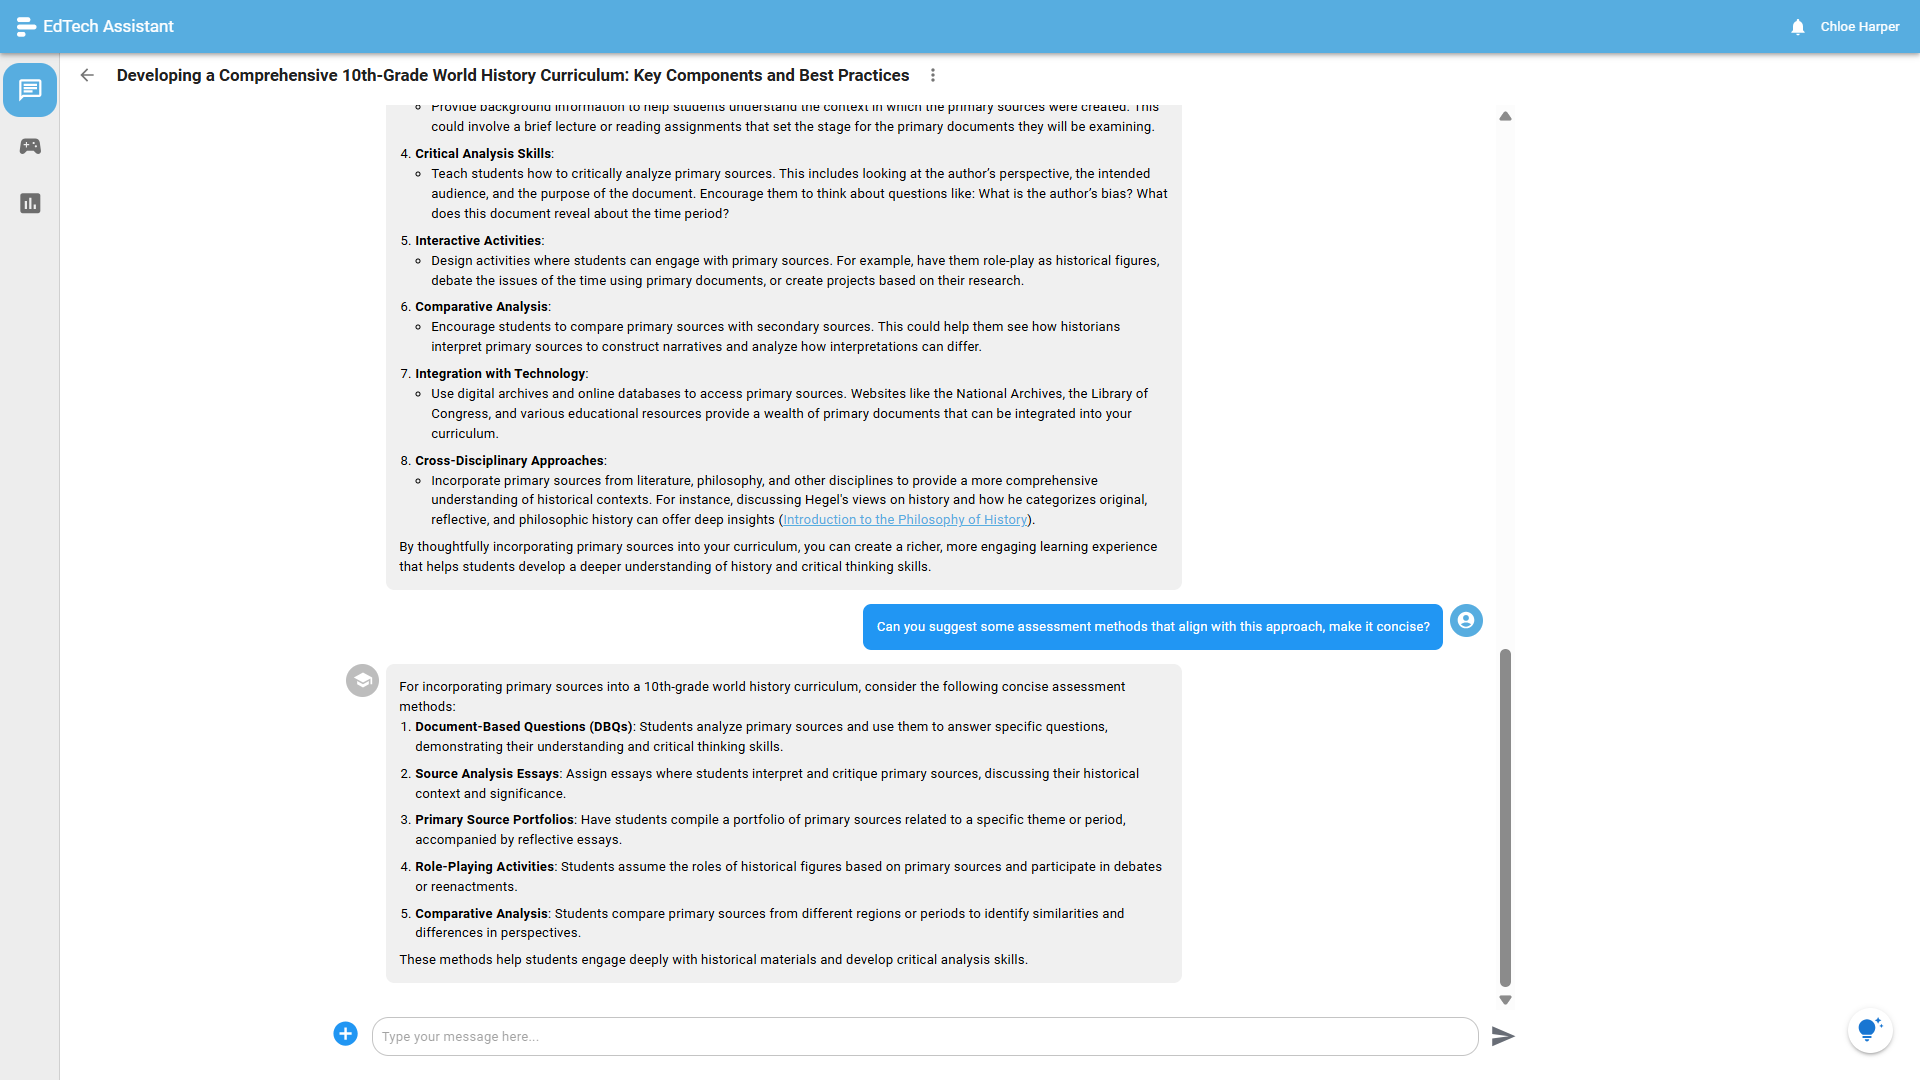 EdTech Assistant
Chloe Harper
Developing a Comprehensive 10th-Grade World History Curriculum: Key Components and Best Practices
Provide background information to help students understand the context in which the primary sources were created. This
could involve a brief lecture or reading assignments that set the stage for the primary documents they will be examining.
4. Critical Analysis Skills:
Teach students how to critically analyze primary sources. This includes looking at the author's perspective, the intended
audience, and the purpose of the document. Encourage them to think about questions like: What is the author's bias? What
does this document reveal about the time period?
5. Interactive Activities:
Design activities where students can engage with primary sources. For example, have them role-play as historical figures,
debate the issues of the time using primary documents, or create projects based on their research.
6. Comparative Analysis:
Encourage students to compare primary sources with secondary sources. This could help them see how historians
interpret primary sources to construct narratives and analyze how interpretations can differ.
7. Integration with Technology:
Use digital archives and online databases to access primary sources. Websites like the National Archives, the Library of
Congress, and various educational resources provide a wealth of primary documents that can be integrated into your
curriculum.
8. Cross-Disciplinary Approaches:
Incorporate primary sources from literature, philosophy, and other disciplines to provide a more comprehensive
understanding of historical contexts. For instance, discussing Hegel's views on history and how he categorizes original,
reflective, and philosophic history can offer deep insights (Introduction to the Philosophy of History).
By thoughtfully incorporating primary sources into your curriculum, you can create a richer, more engaging learning experience
that helps students develop a deeper understanding of history and critical thinking skills.
Can you suggest some assessment methods that align with this approach, make it concise?
For incorporating primary sources into a 10th-grade world history curriculum, consider the following concise assessment
methods:
1. Document-Based Questions (DBQs): Students analyze primary sources and use them to answer specific questions,
demonstrating their understanding and critical thinking skills.
2. Source Analysis Essays: Assign essays where students interpret and critique primary sources, discussing their historical
context and significance.
3. Primary Source Portfolios: Have students compile a portfolio of primary sources related to a specific theme or period,
accompanied by reflective essays.
4. Role-Playing Activities: Students assume the roles of historical figures based on primary sources and participate in debates
or reenactments.
5. Comparative Analysis: Students compare primary sources from different regions or periods to identify similarities and
differences in perspectives.
These methods help students engage deeply with historical materials and develop critical analysis skills.
Type your message here...